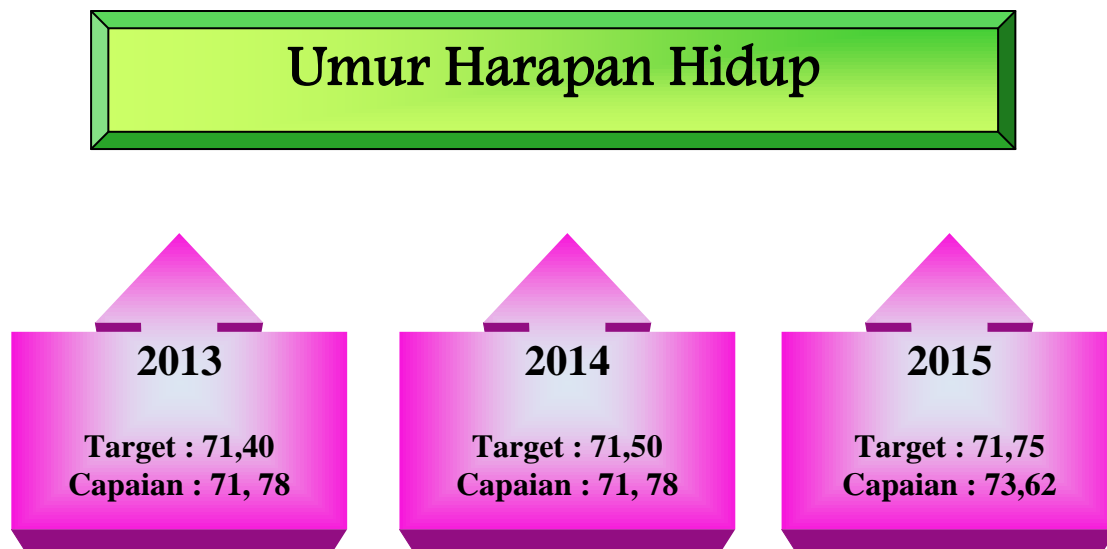 Umur Harapan Hidup
2013
Target : 71,40
Capaian : 71, 78
2014
Target : 71,50
Capaian : 71, 78
2015
Target : 71,75
Capaian : 73,62